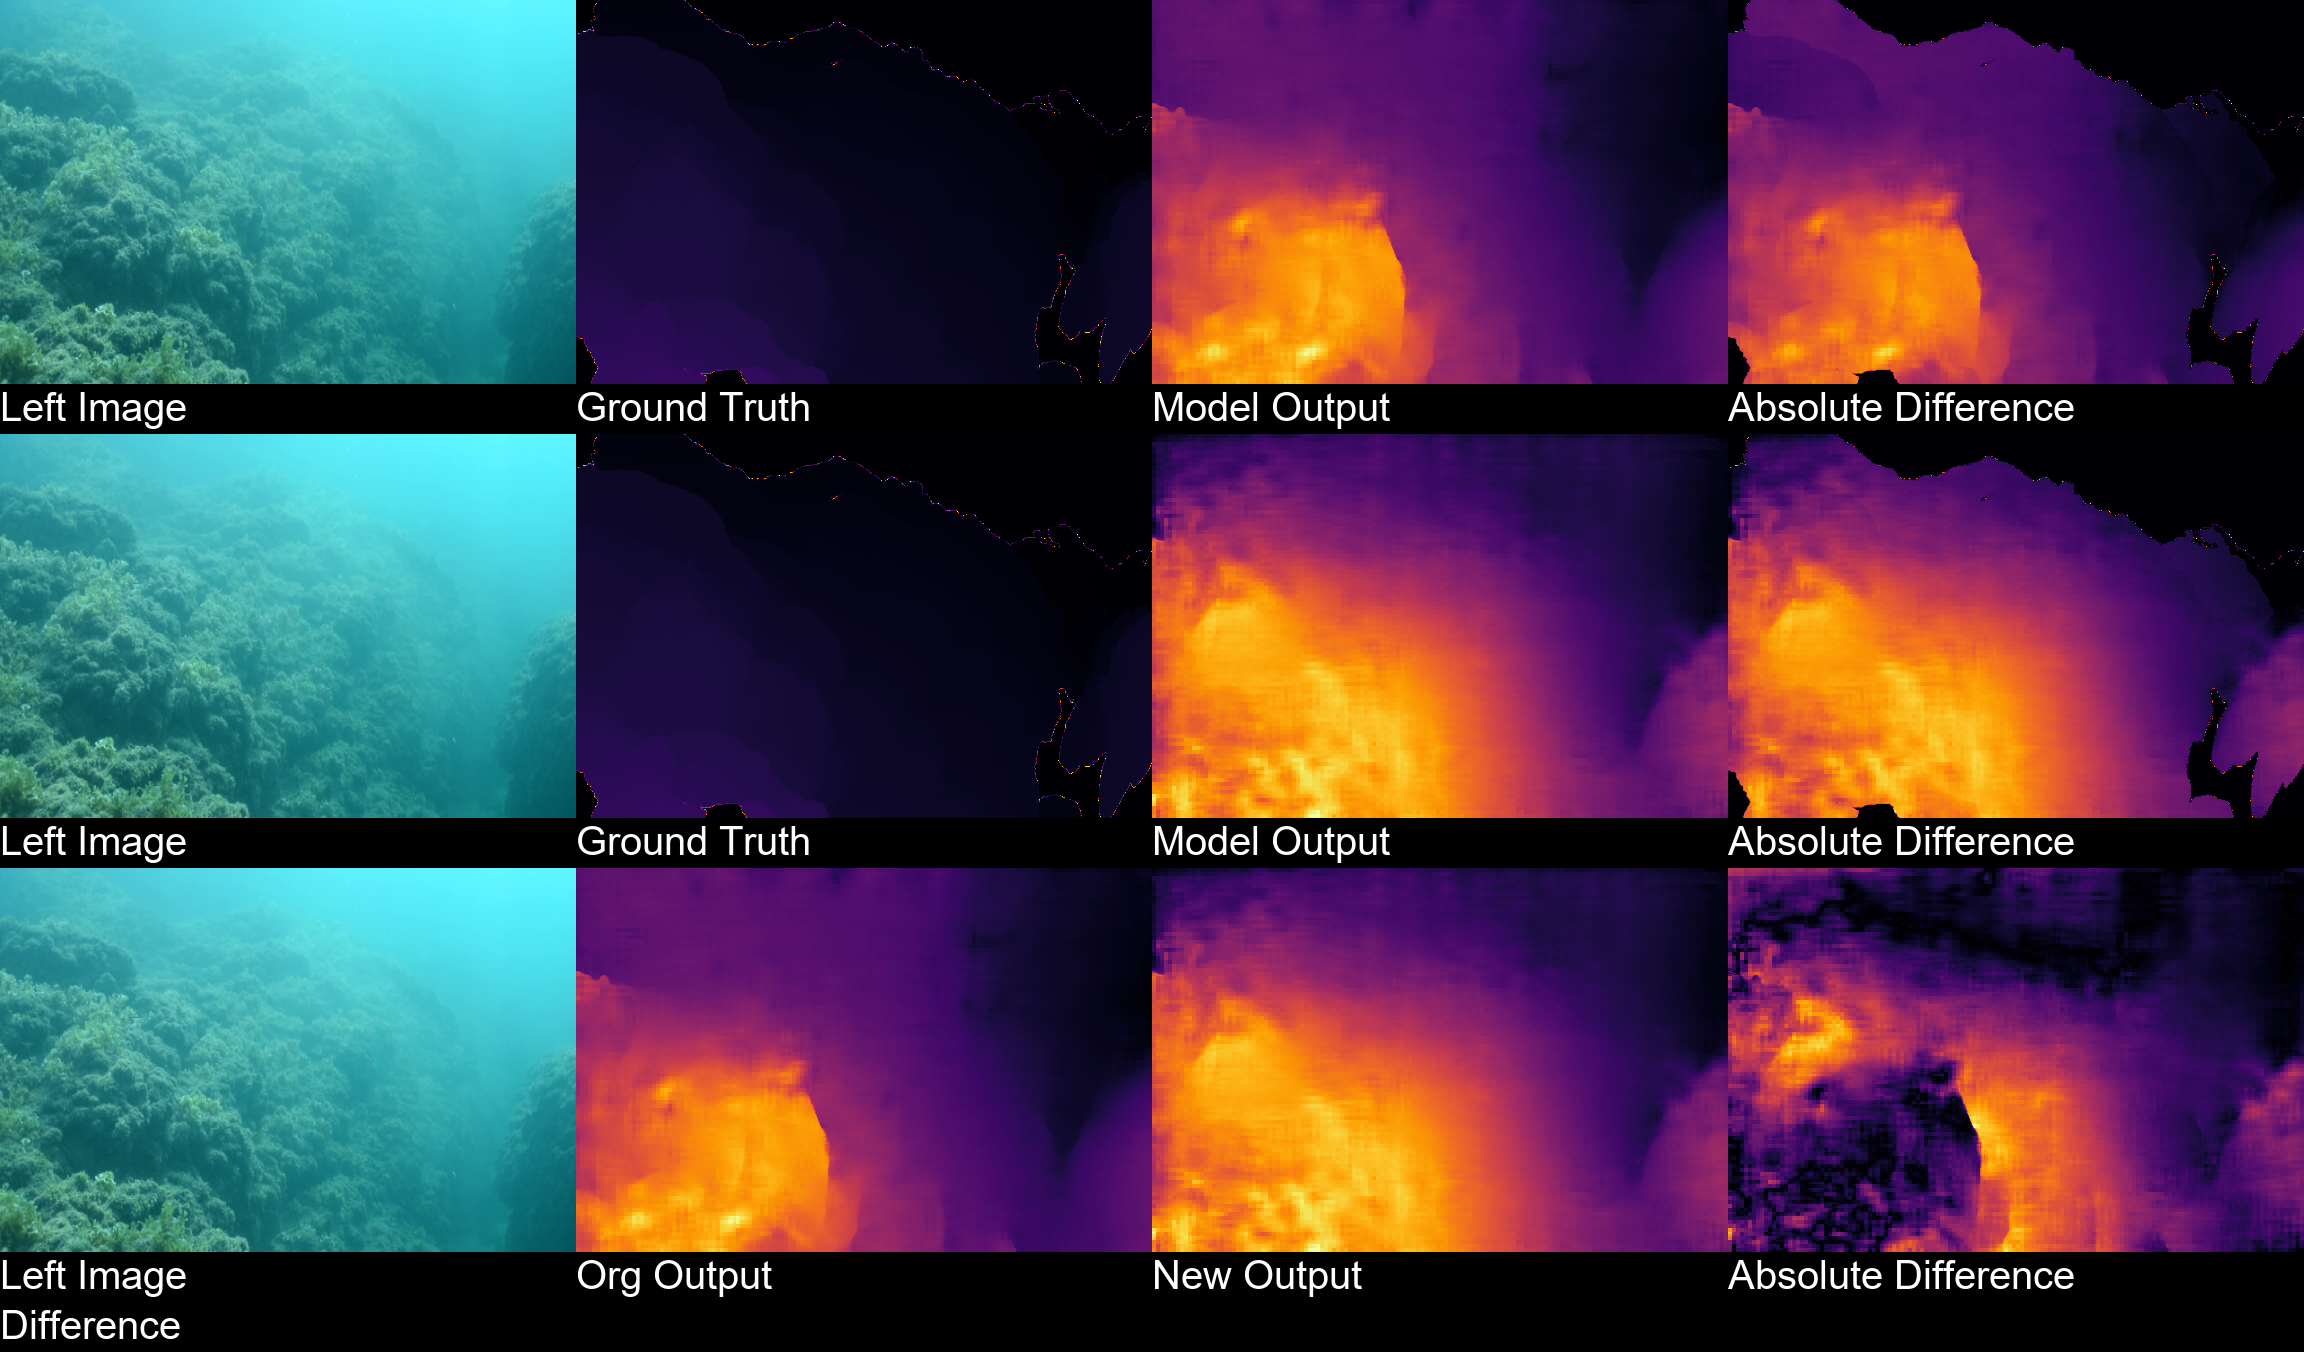 Left Image
Ground Truth
Model Output
Absolute Difference
Left Image
Ground Truth
Model Output
Absolute Difference
Left Image
Org Output
New Output
Absolute Difference
Difference